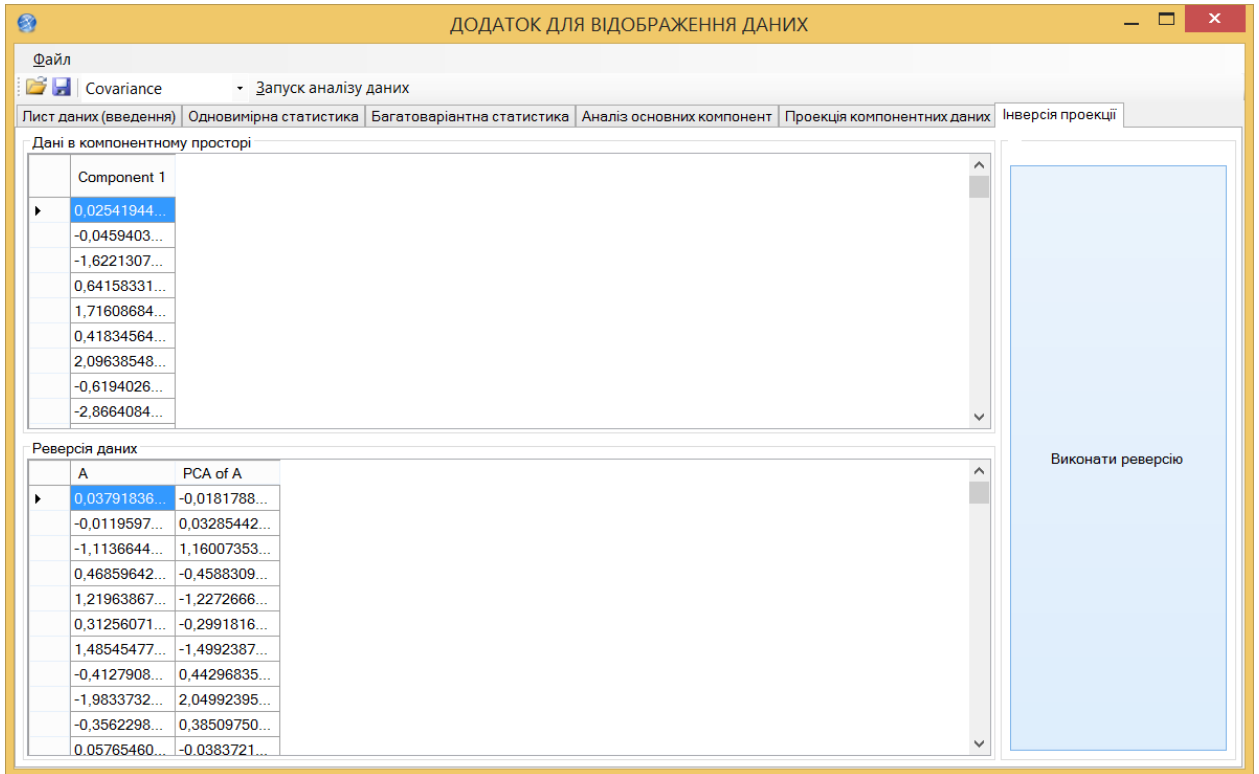 ДОДАТОК ДЛЯ ВІДОБРАЖЕННЯ ДАНИХ
Файл
Covariance Запуск аналізу даних
Лист даних (введення) Одновимірна статистика Багатоваріантна статистика Аналіз основних компонент Проекція компонентних даних Інверсія проекції
Дані в компонентному просторі
Component 1
0,02541944...
-0,0459403...
-1,6221307...
0,64158331...
1,71608684...
0,41834564...
2,09638548...
-0,6194026...
-2,8664084...
Виконати реверсію
Реверсія даних
A PCA of A
0,03791836... -0,0181788...
-0,0119597... 0,03285442...
-1,1136644... 1,16007353...
0,46859642... -0,4588309...
1,21963867... -1,2272666...
0,31256071... -0,2991816...
1,48545477... -1,4992387...
-0,4127908... 0,44296835...
-1,9833732... 2,04992395...
-0,3562298... 0,38509750...
0,05765460... -0,0383721...